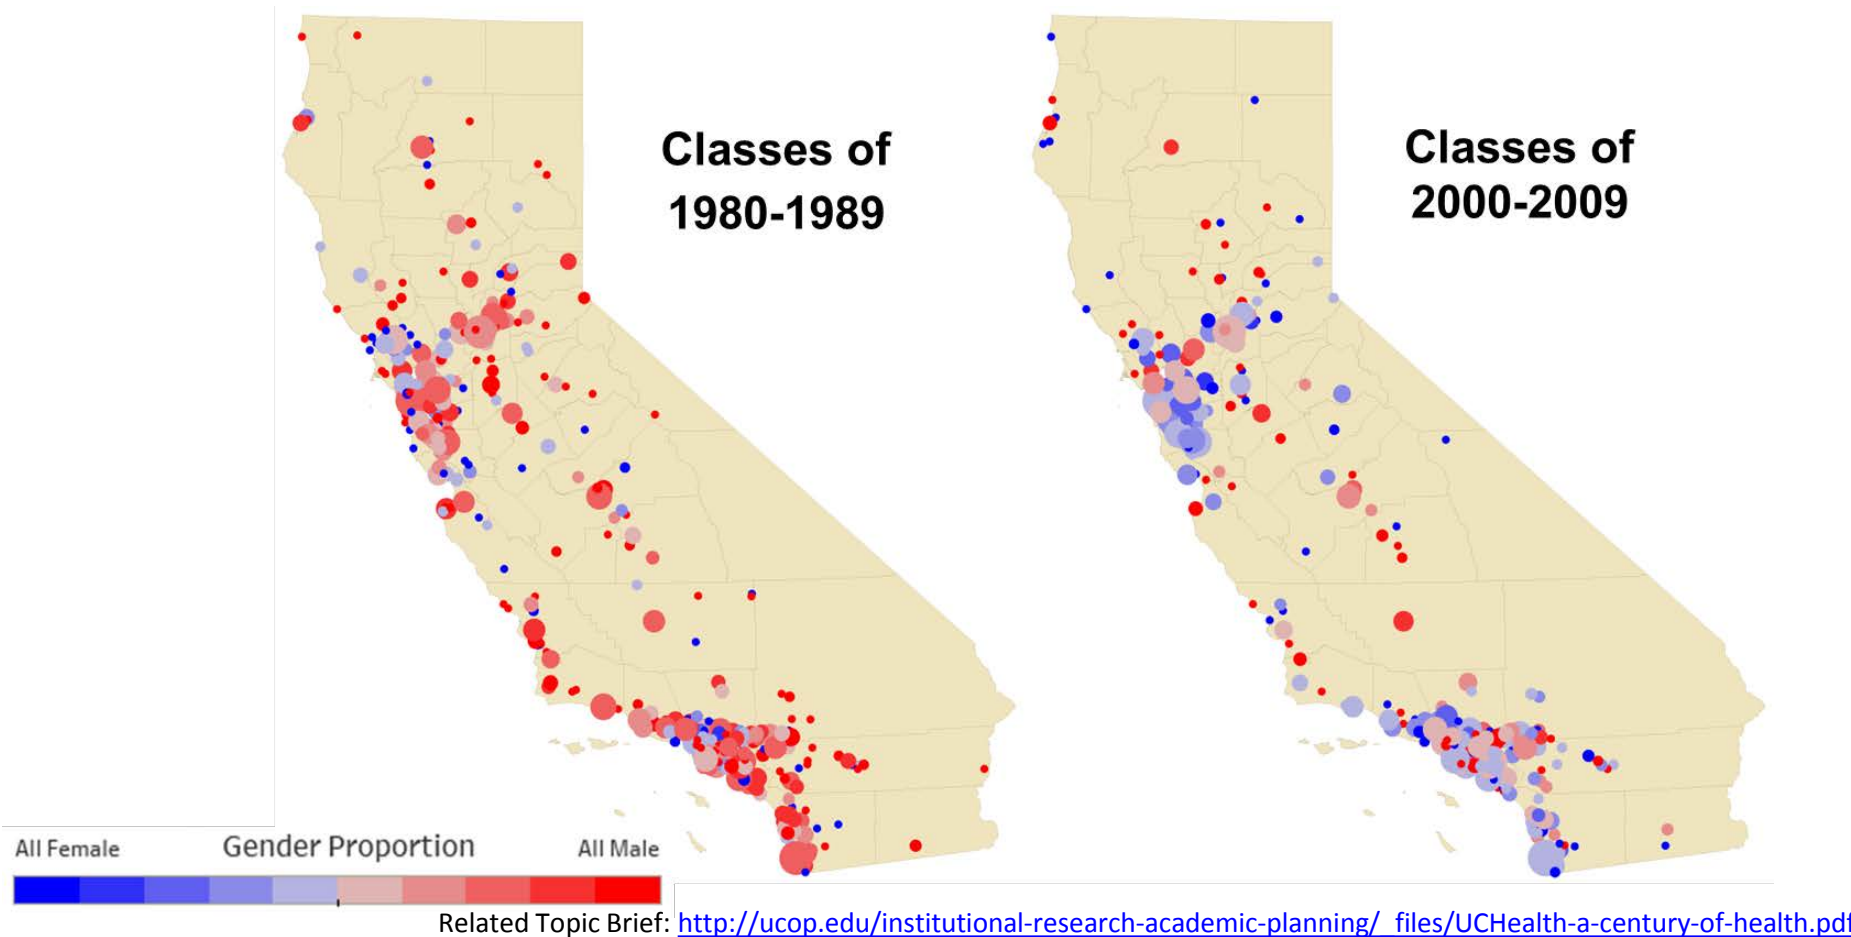 Classes of
1980-1989
Classes of
2000-2009
All Female Gender Proportion All Male
Related Topic Brief: http://ucop.edu/institutional-research-academic-planning/_files/UCHealth-a-century-of-health.pdf